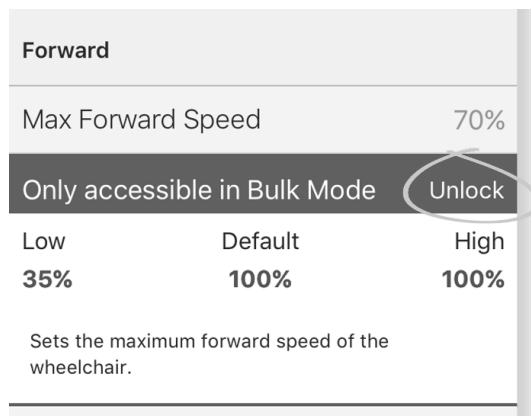 Forward
Max Forward Speed 70%
Only accessible in Bulk Mode Unlock
Low Default High
35% 100% 100%
Sets the maximum forward speed of the
wheelchair.